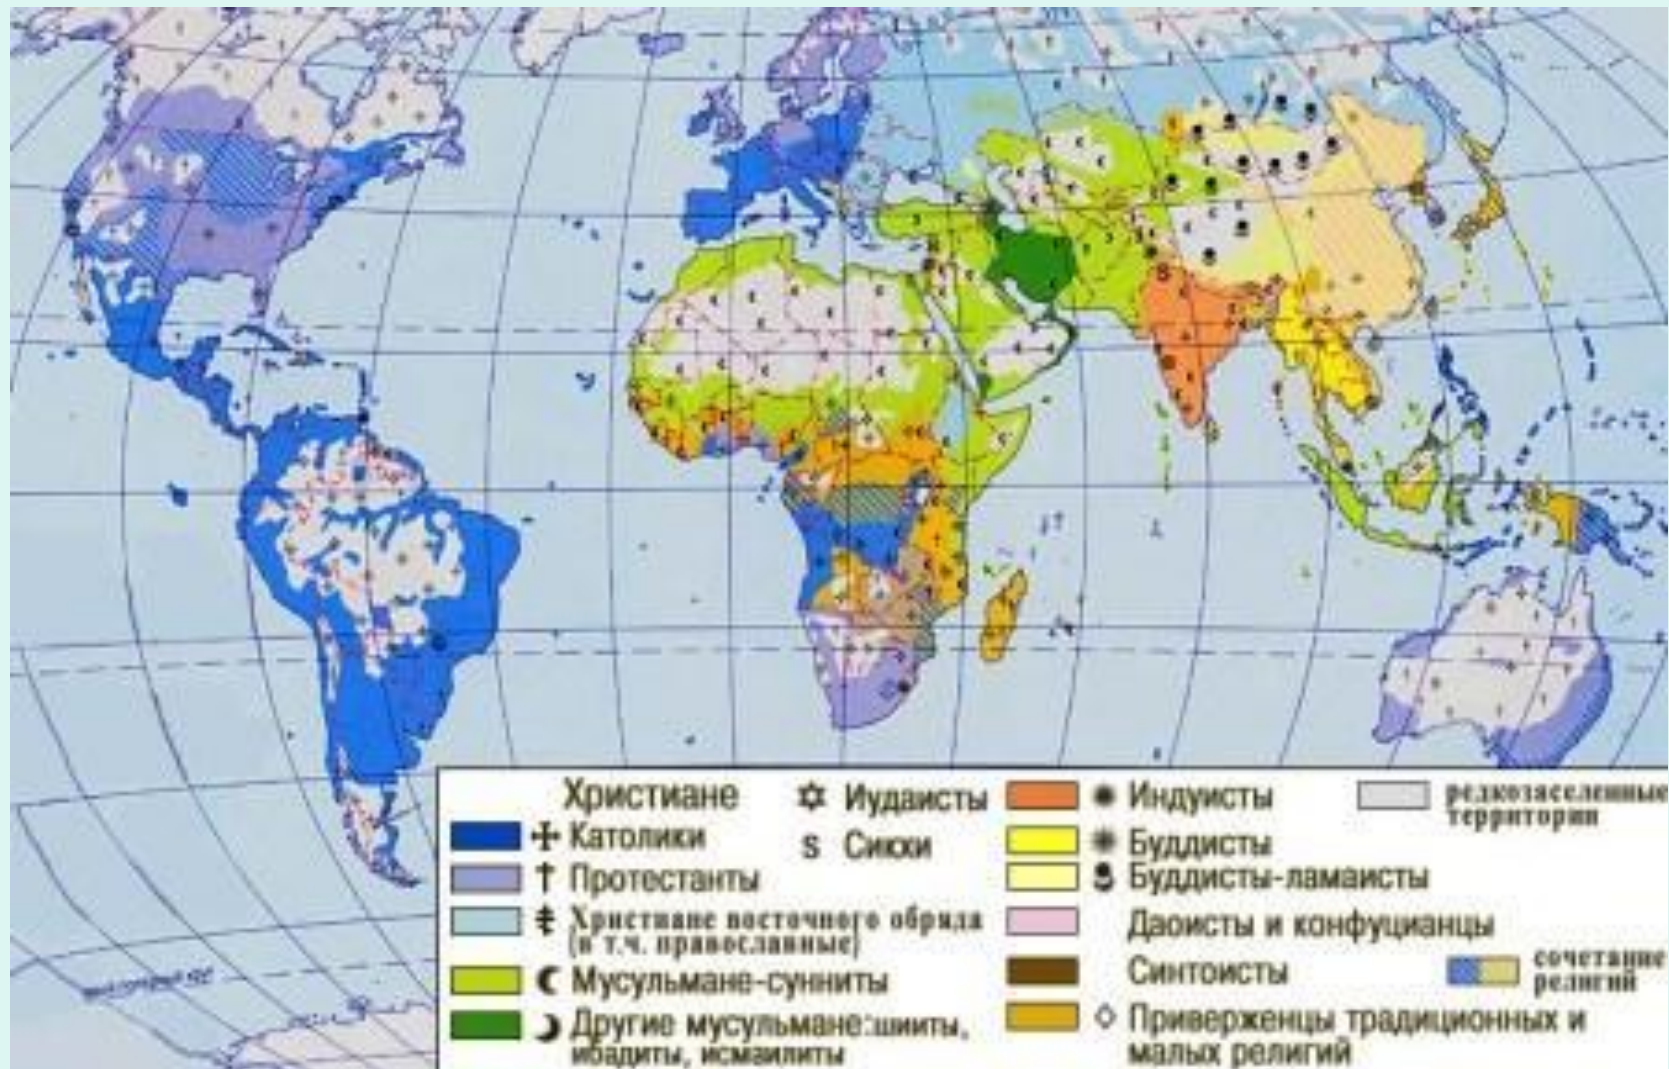 Христиане
Католики
Протестанты
Христиане восточного обряда
(в т.ч. православные)
Мусульмане-сунниты
Другие мусульмане: шииты,
ибадиты, исмаилиты
Иудаисты
S Сикхи
Индуисты
Буддисты
Буддисты-ламаисты
Даоисты и конфуцианцы
Синтоисты
Приверженцы традиционных и
малых религий
редкозаселенные
территории
сочетание
религий